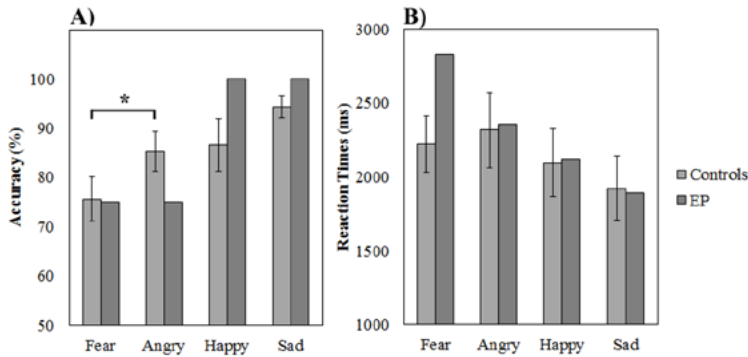 A)
Accuracy (%)
100
90
80
70
60
50
*
Fear Angry Happy Sad
B)
Reaction Times (ms)
3000
2500
2000
1500
1000
Fear Angry Happy Sad
Controls
EP